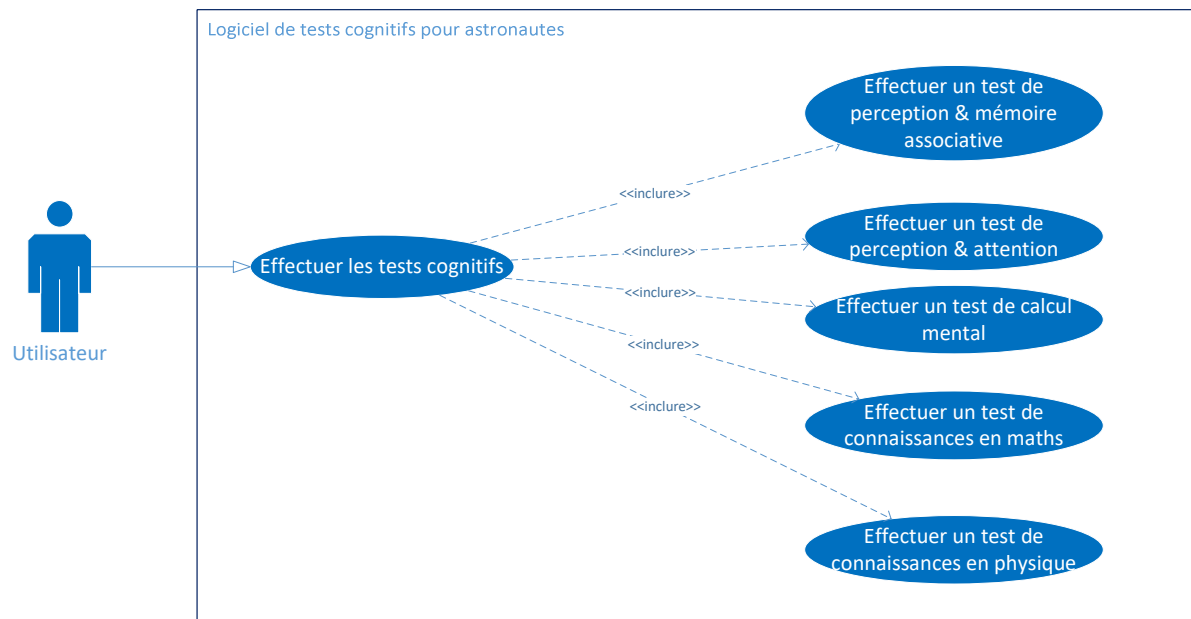 Logiciel de tests cognitifs pour astronautes
Effectuer un test de
perception & mémoire
associative
<<inclure>>
Effectuer un test de
perception & attention
<<inclure>>
Effectuer les tests cognitifs
<<inclure>>
Effectuer un test de calcul
mental
Utilisateur
<<inclure>>
Effectuer un test de
connaissances en maths
<<inclure>>
Effectuer un test de
connaissances en physique